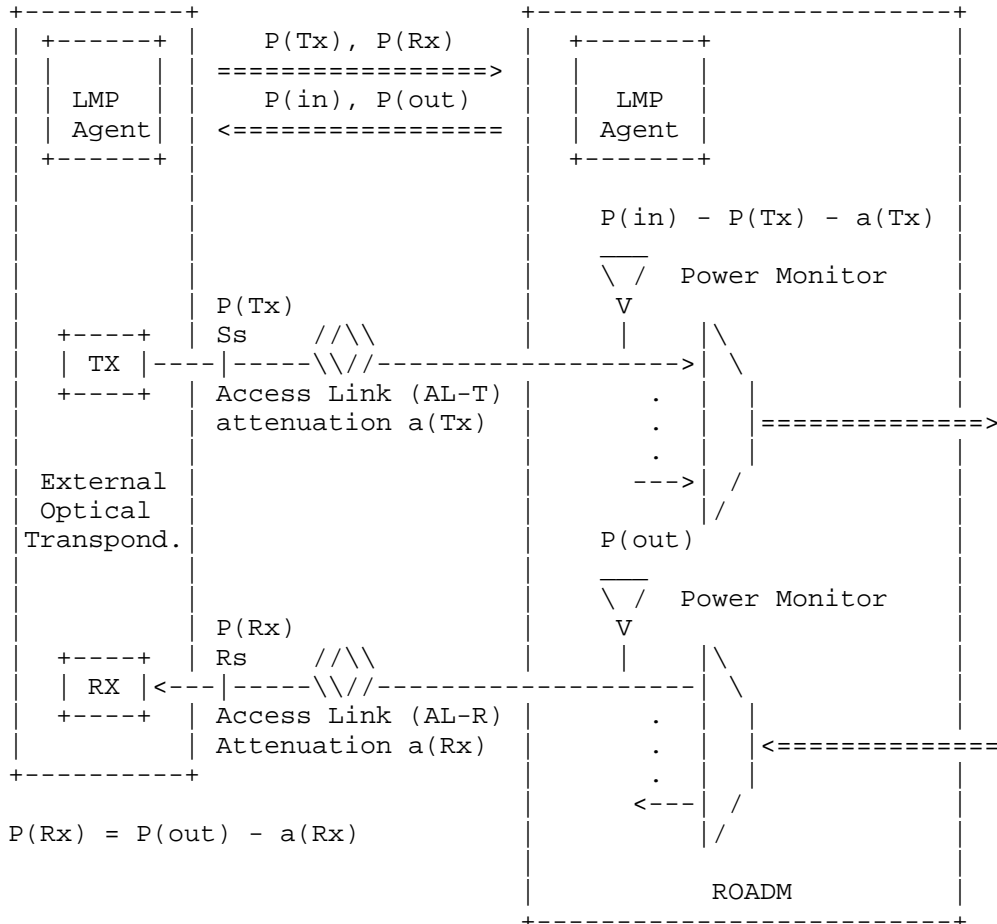 P(Tx), P(Rx)
LMP Agent
P(in), P(out)
LMP Agent
P(in) - P(Tx) - a(Tx)
Power Monitor
P(Tx)
Ss
TX
Access Link (AL-T)
attenuation a(Tx)
External
Optical
Transpond.
P(out)
Power Monitor
P(Rx)
Rs
RX
Access Link (AL-R)
Attenuation a(Rx)
P(Rx) = P(out) - a(Rx)
ROADM